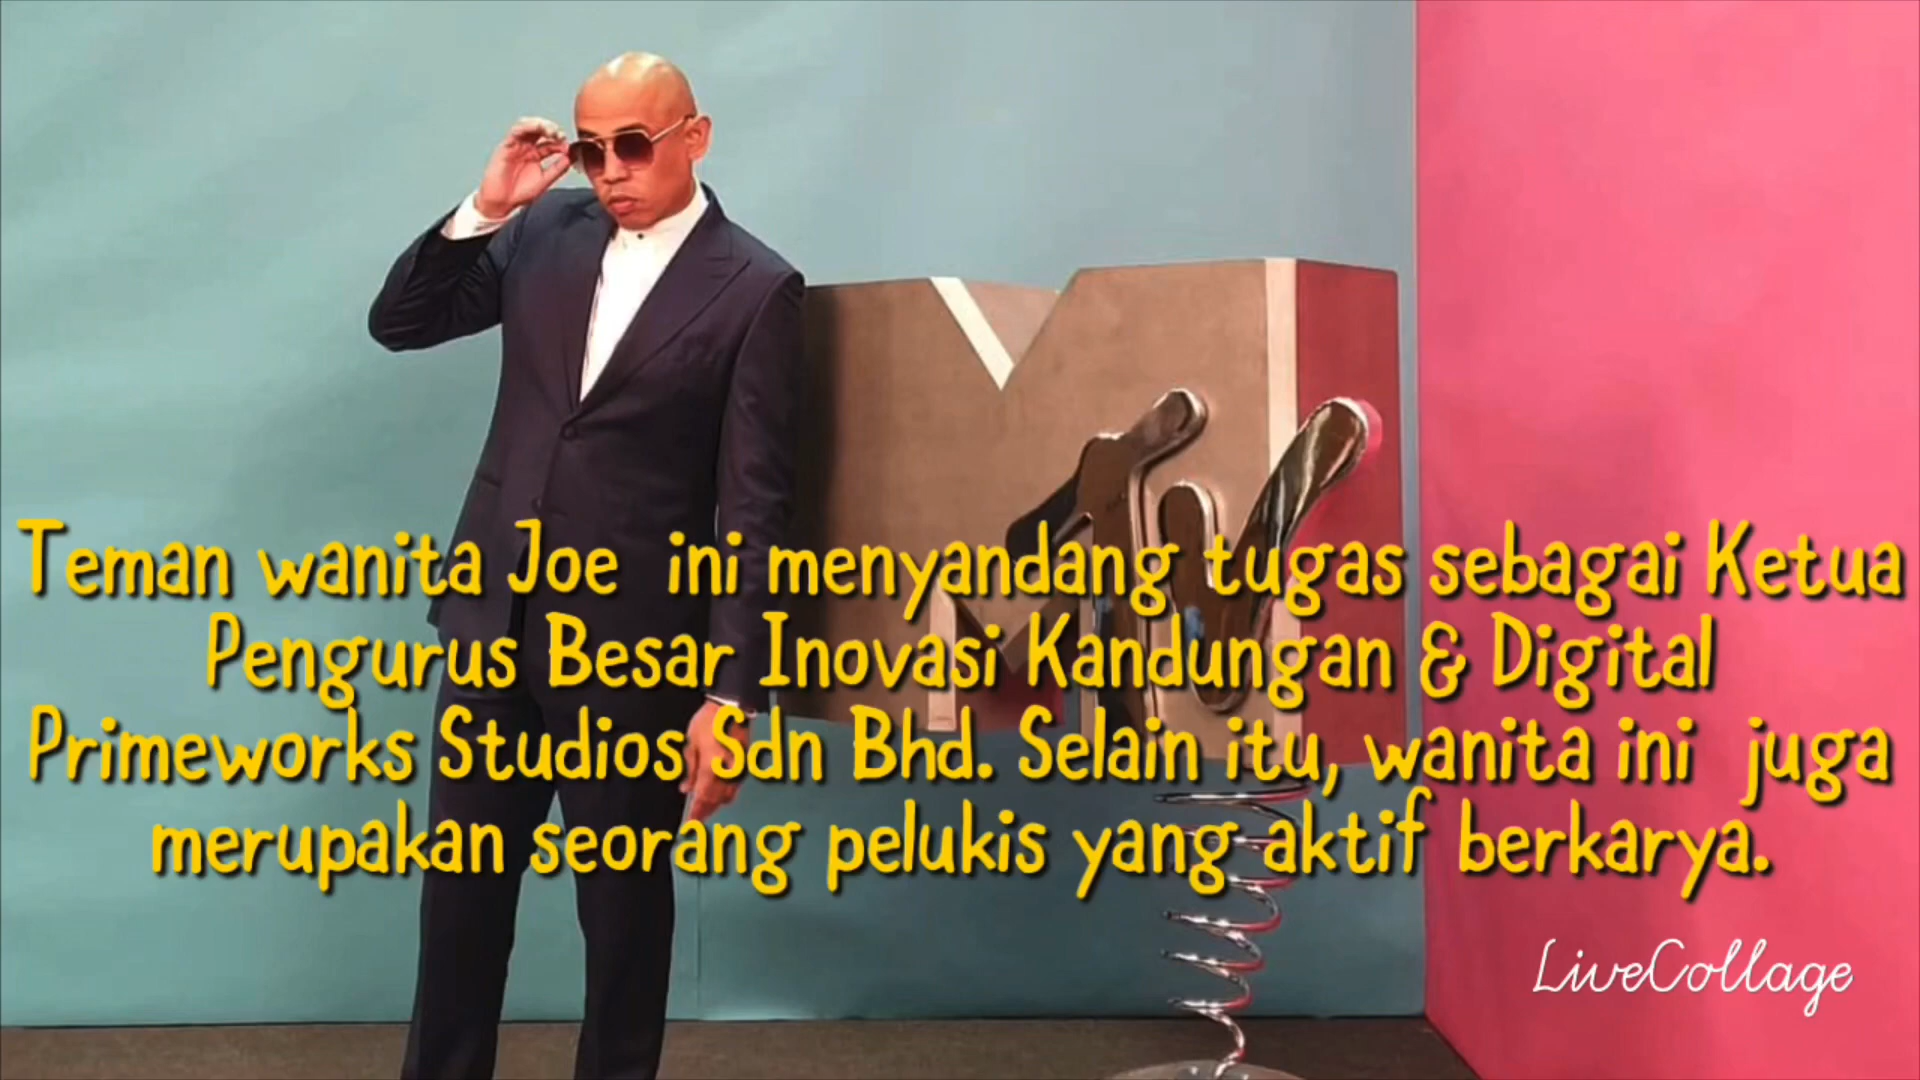 MTV
Teman wanita Joe ini menyandang tugas sebagai Ketua
Pengurus Besar Inovasi Kandungan & Digital
Primeworks Studios Sdn Bhd. Selain itu, wanita ini juga
merupakan seorang pelukis yang aktif berkarya.
LiveCollage